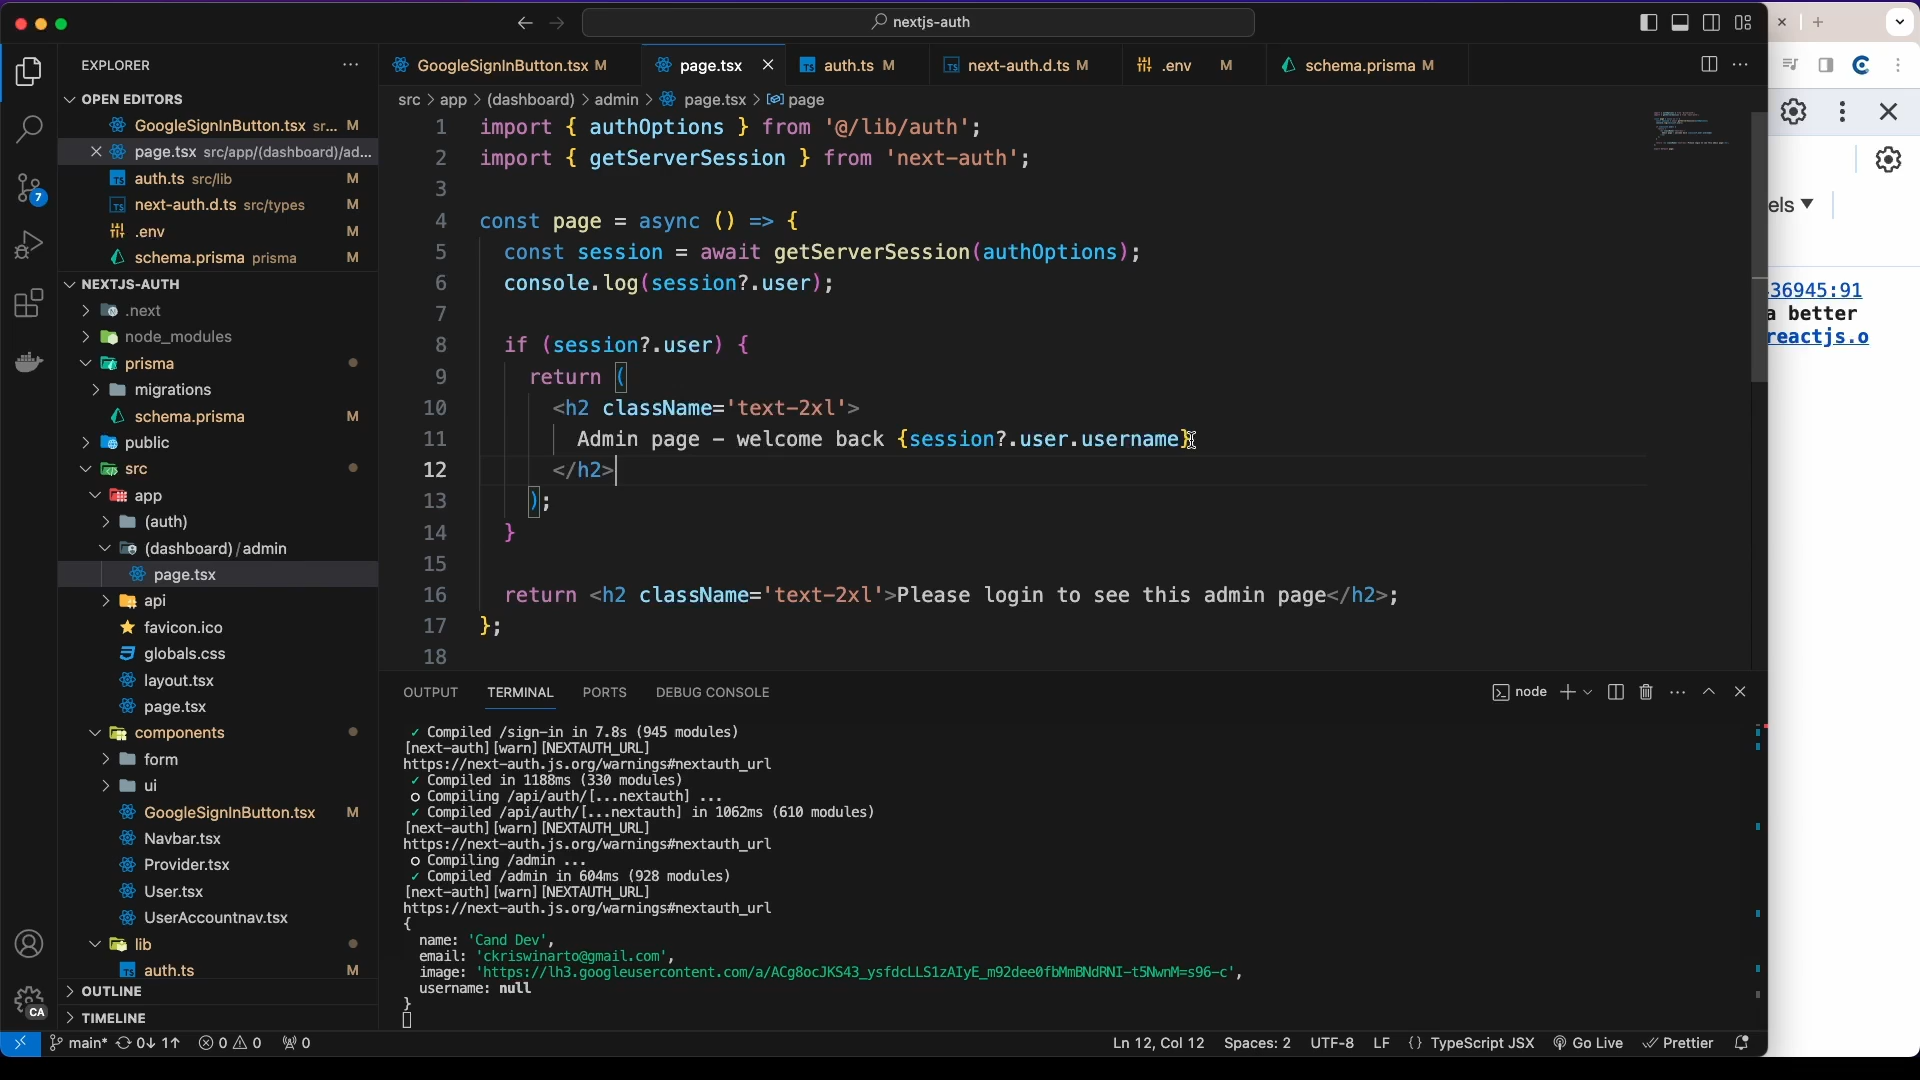 nextjs-auth
EXPLORER
OPEN EDITORS
GoogleSignInButton.tsx sr... M
page.tsx src/app/(dashboard)/ad...
auth.ts src/lib M
next-auth.d.ts src/types M
.env M
schema.prisma prisma M
NEXTJS-AUTH
.next
node_modules
prisma
migrations
schema.prisma M
public
src
app
(auth)
(dashboard)/admin
page.tsx
api
favicon.ico
globals.css
layout.tsx
page.tsx
components
form
ui
GoogleSignInButton.tsx M
Navbar.tsx
Provider.tsx
User.tsx
UserAccountnav.tsx
lib
auth.ts M
OUTLINE
TIMELINE
7
CA
GoogleSignInButton.tsx M page.tsx auth.ts M next-auth.d.ts M .env M schema.prisma M
src > app > (dashboard) > admin > page.tsx > page
1 import { authOptions } from '@/lib/auth';
2 import { getServerSession } from 'next-auth';
3
4 const page = async () => {
5 const session = await getServerSession(authOptions);
6 console.log(session?.user);
7
8 if (session?.user) {
9 return (
10 <h2 className='text-2xl'>
11 Admin page - welcome back {session?.user.username}
12 </h2>
13 );
14 }
15
16 return <h2 className='text-2xl'>Please login to see this admin page</h2>;
17 };
18
OUTPUT TERMINAL PORTS DEBUG CONSOLE
node
✓ Compiled /sign-in in 7.8s (945 modules)
[next-auth][warn][NEXTAUTH_URL]
https://next-auth.js.org/warnings#nextauth_url
✓ Compiled in 1188ms (330 modules)
○ Compiling /api/auth/[...nextauth] ...
✓ Compiled /api/auth/[...nextauth] in 1062ms (610 modules)
[next-auth][warn][NEXTAUTH_URL]
https://next-auth.js.org/warnings#nextauth_url
○ Compiling /admin ...
✓ Compiled /admin in 604ms (928 modules)
[next-auth][warn][NEXTAUTH_URL]
https://next-auth.js.org/warnings#nextauth_url
{
name: 'Cand Dev',
email: 'ckriswinarto@gmail.com',
image: 'https://lh3.googleusercontent.com/a/ACg8ocJKS43_ysfdcLLS1zAIyE_m92dee0fbMmBNdRNI-t5NwnM=s96-c',
username: null
}
main* 0↓ 1↑ 0 0 0
Ln 12, Col 12 Spaces: 2 UTF-8 LF {} TypeScript JSX Go Live Prettier
els
36945:91
a better
reactjs.o